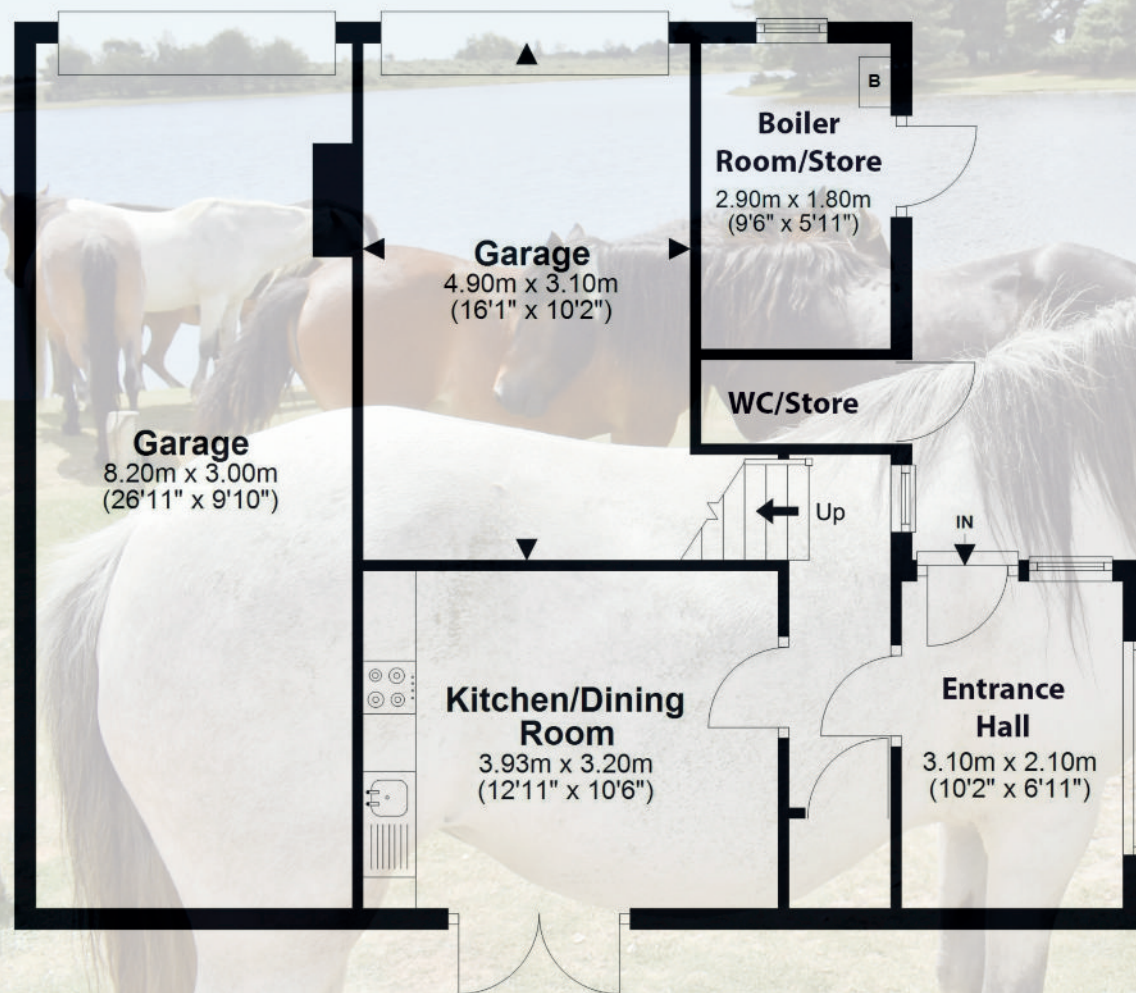 B
Boiler
Room/Store
2.90m x 1.80m
(9'6" x 5'11")
Garage
4.90m x 3.10m
(16'1" x 10'2")
WC/Store
Garage
8.20m x 3.00m
(26'11" x 9'10")
Up
IN
Kitchen/Dining
Room
3.93m x 3.20m
(12'11" x 10'6")
Entrance
Hall
3.10m x 2.10m
(10'2" x 6'11")